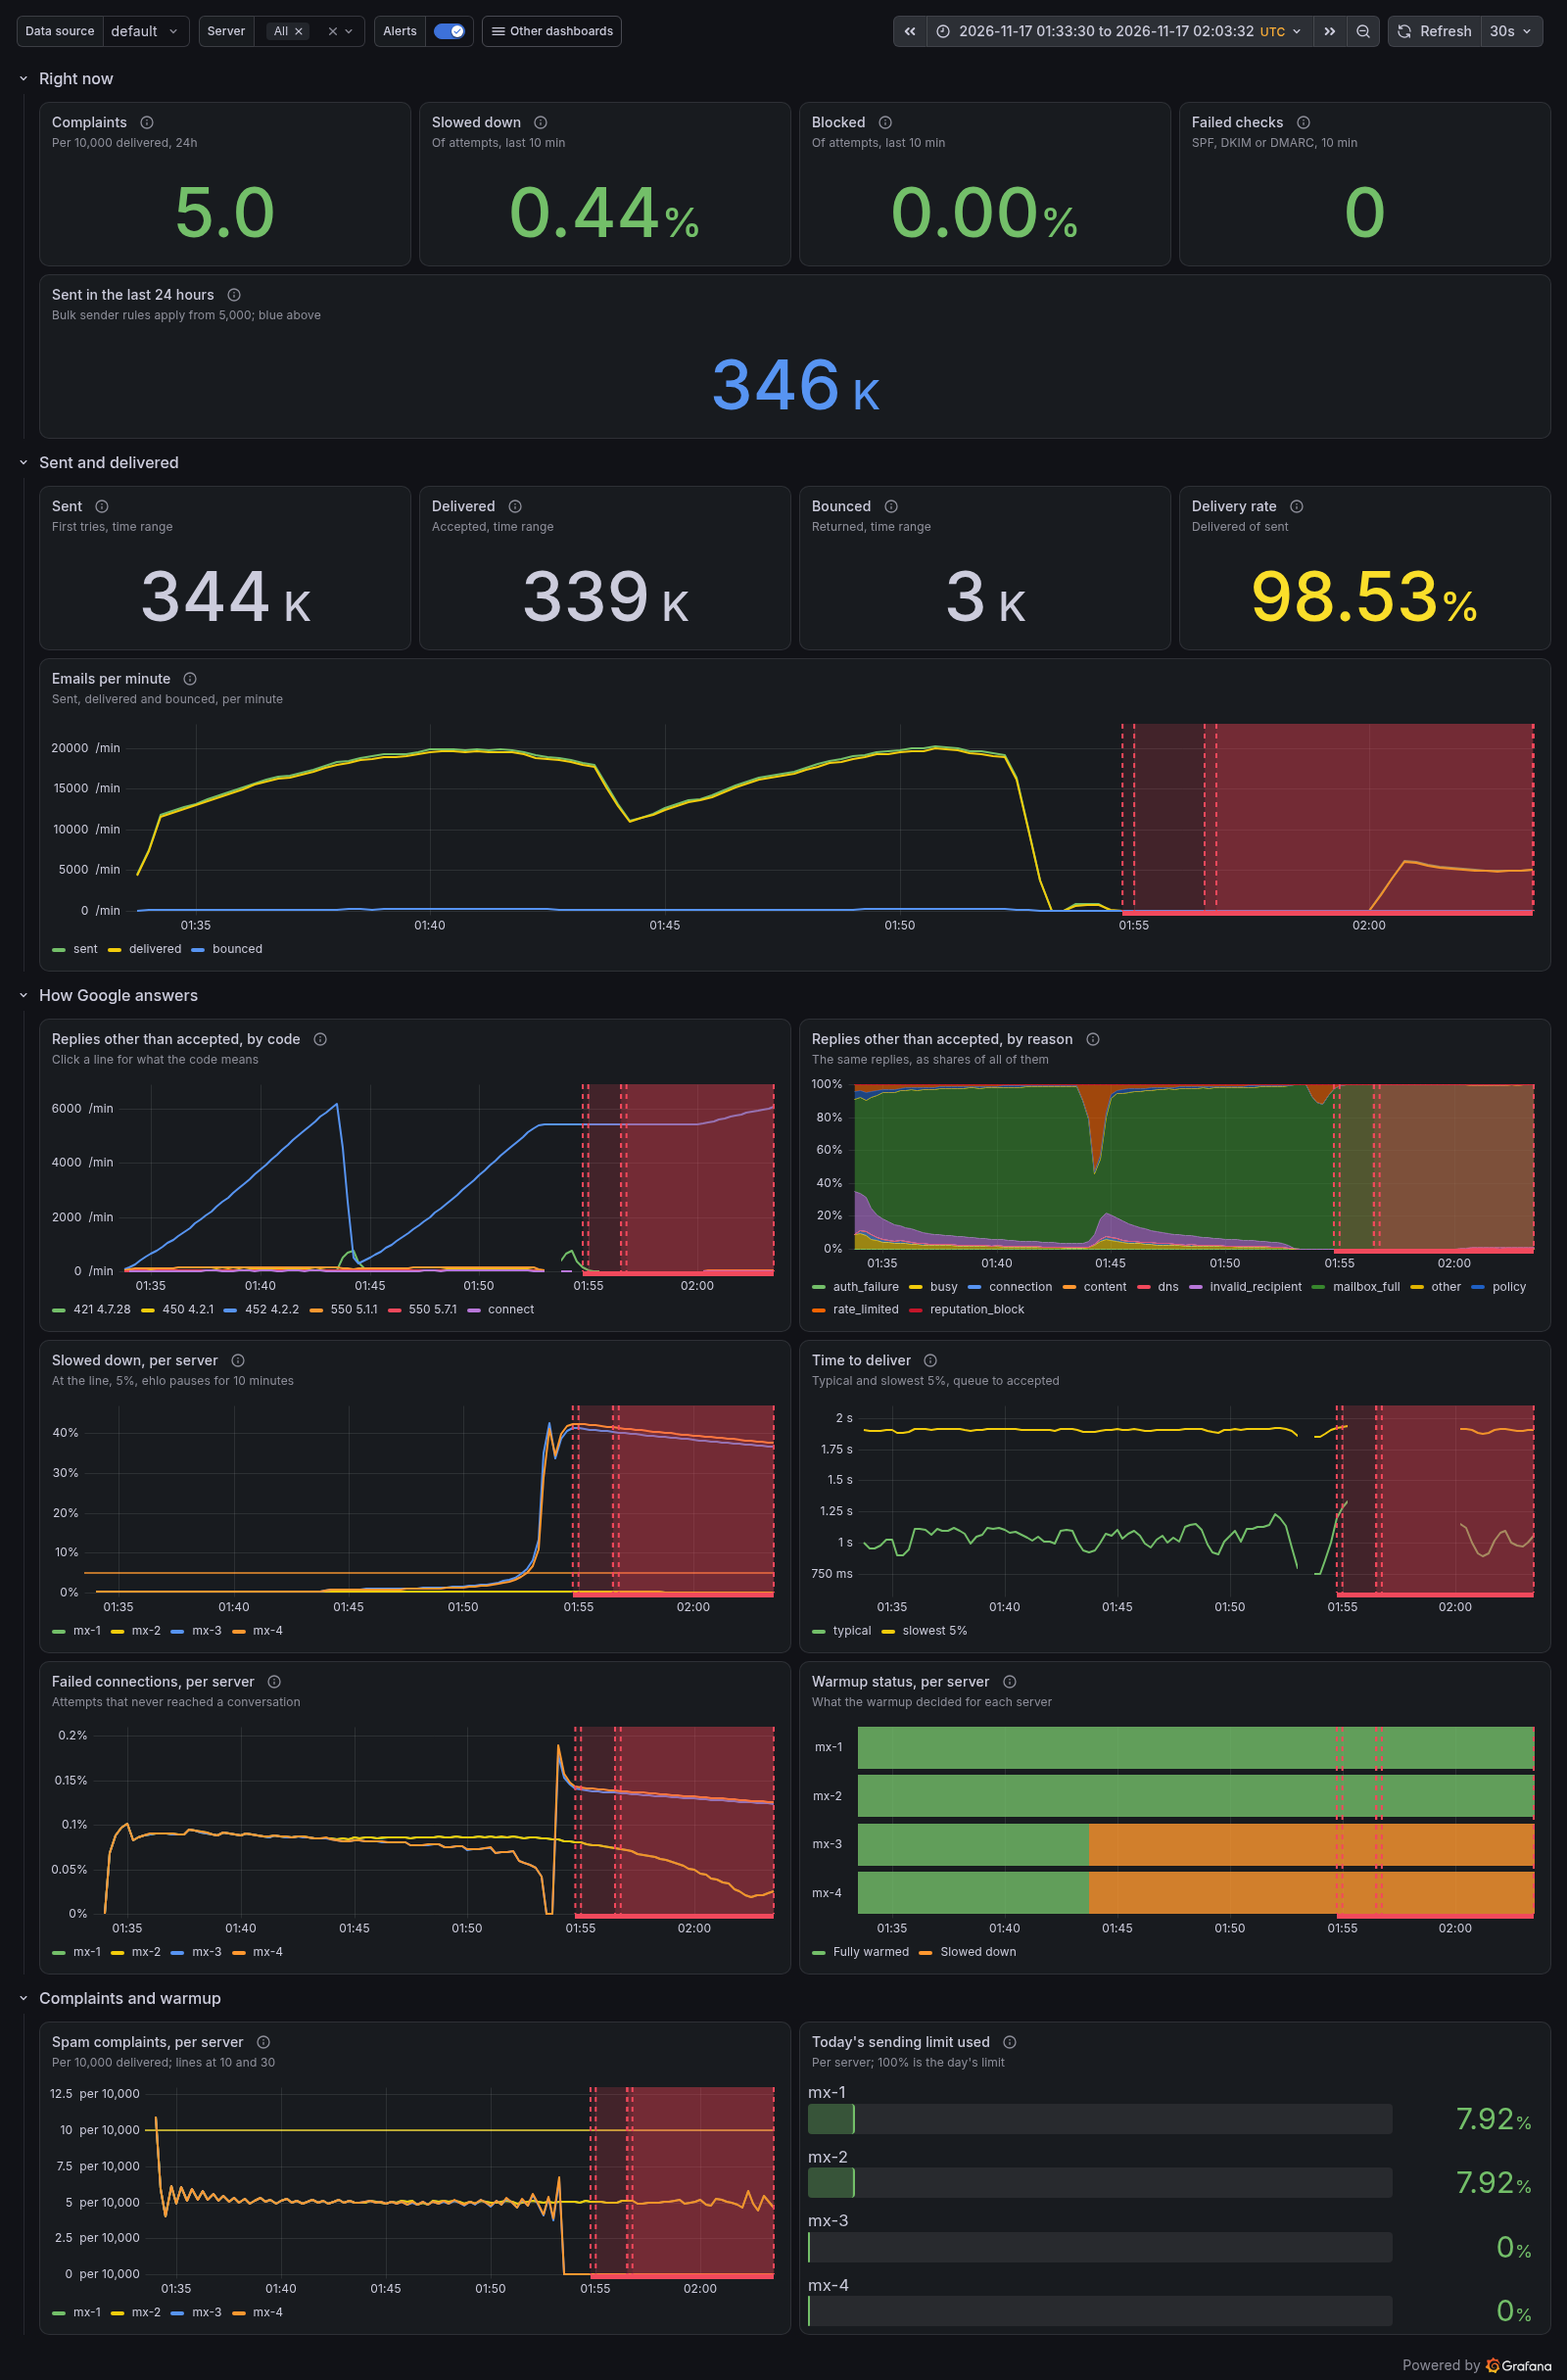 Data source default Server All Alerts Other dashboards 2026-11-17 01:33:30 to 2026-11-17 02:03:32 UTC Refresh 30s
Right now
Complaints
Per 10,000 delivered, 24h
5.0
Slowed down
Of attempts, last 10 min
0.44%
Blocked
Of attempts, last 10 min
0.00%
Failed checks
SPF, DKIM or DMARC, 10 min
0
Sent in the last 24 hours
Bulk sender rules apply from 5,000; blue above
346 K
Sent and delivered
Sent
First tries, time range
344 K
Delivered
Accepted, time range
339 K
Bounced
Returned, time range
3 K
Delivery rate
Delivered of sent
98.53%
Emails per minute
Sent, delivered and bounced, per minute
20000 /min
15000 /min
10000 /min
5000 /min
0 /min
01:35 01:40 01:45 01:50 01:55 02:00
sent delivered bounced
How Google answers
Replies other than accepted, by code
Click a line for what the code means
6000 /min
4000 /min
2000 /min
0 /min
01:35 01:40 01:45 01:50 01:55 02:00
421 4.7.28 450 4.2.1 452 4.2.2 550 5.1.1 550 5.7.1 connect
Replies other than accepted, by reason
The same replies, as shares of all of them
100%
80%
60%
40%
20%
0%
01:35 01:40 01:45 01:50 01:55 02:00
auth_failure busy connection content dns invalid_recipient mailbox_full other policy
rate_limited reputation_block
Slowed down, per server
At the line, 5%, ehlo pauses for 10 minutes
40%
30%
20%
10%
0%
01:35 01:40 01:45 01:50 01:55 02:00
mx-1 mx-2 mx-3 mx-4
Time to deliver
Typical and slowest 5%, queue to accepted
2 s
1.75 s
1.5 s
1.25 s
1 s
750 ms
01:35 01:40 01:45 01:50 01:55 02:00
typical slowest 5%
Failed connections, per server
Attempts that never reached a conversation
0.2%
0.15%
0.1%
0.05%
0%
01:35 01:40 01:45 01:50 01:55 02:00
mx-1 mx-2 mx-3 mx-4
Warmup status, per server
What the warmup decided for each server
mx-1
mx-2
mx-3
mx-4
01:35 01:40 01:45 01:50 01:55 02:00
Fully warmed Slowed down
Complaints and warmup
Spam complaints, per server
Per 10,000 delivered; lines at 10 and 30
12.5 per 10,000
10 per 10,000
7.5 per 10,000
5 per 10,000
2.5 per 10,000
0 per 10,000
01:35 01:40 01:45 01:50 01:55 02:00
mx-1 mx-2 mx-3 mx-4
Today's sending limit used
Per server; 100% is the day's limit
mx-1
7.92%
mx-2
7.92%
mx-3
0%
mx-4
0%
Powered by Grafana